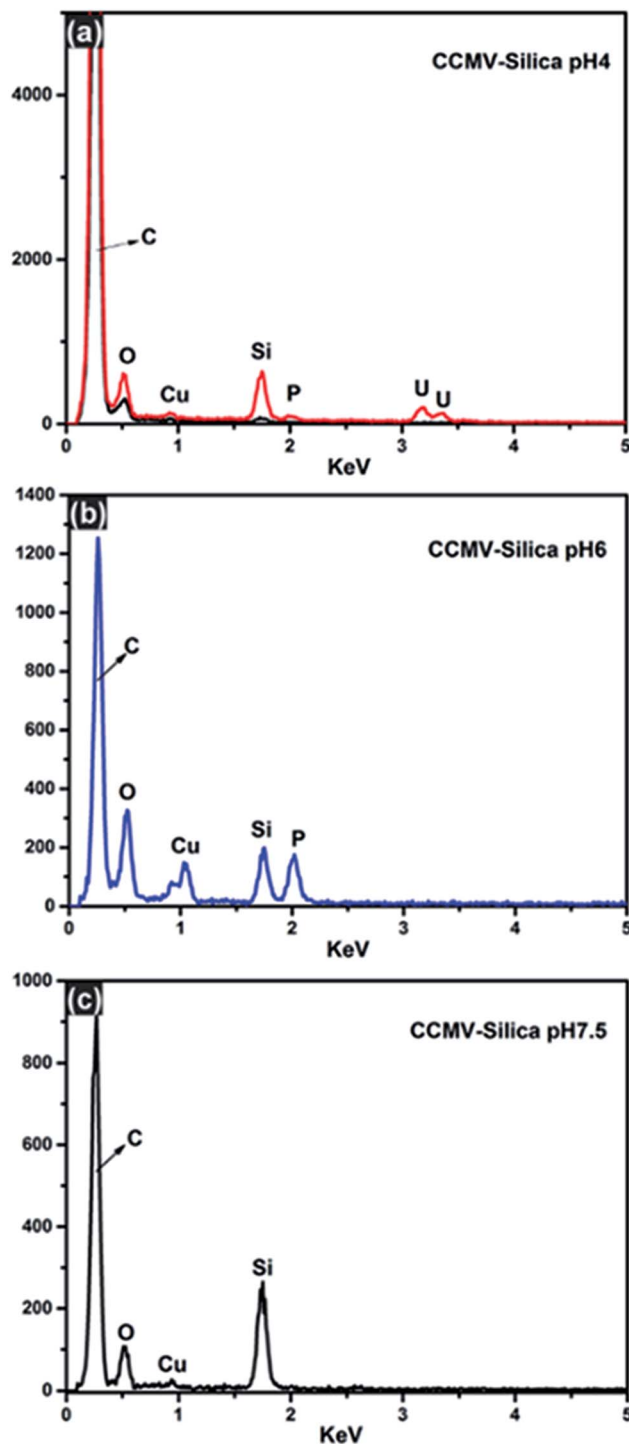 (a)
CCMV-Silica pH4
4000
2000
0
C
O
Cu
Si
P
U
U
0
1
2
3
4
5
KeV
(b)
CCMV-Silica pH6
1400
1200
1000
800
600
400
200
0
C
O
Cu
Si
P
0
1
2
3
4
5
KeV
(c)
CCMV-Silica pH7.5
1000
800
600
400
200
0
C
O
Cu
Si
0
1
2
3
4
5
KeV